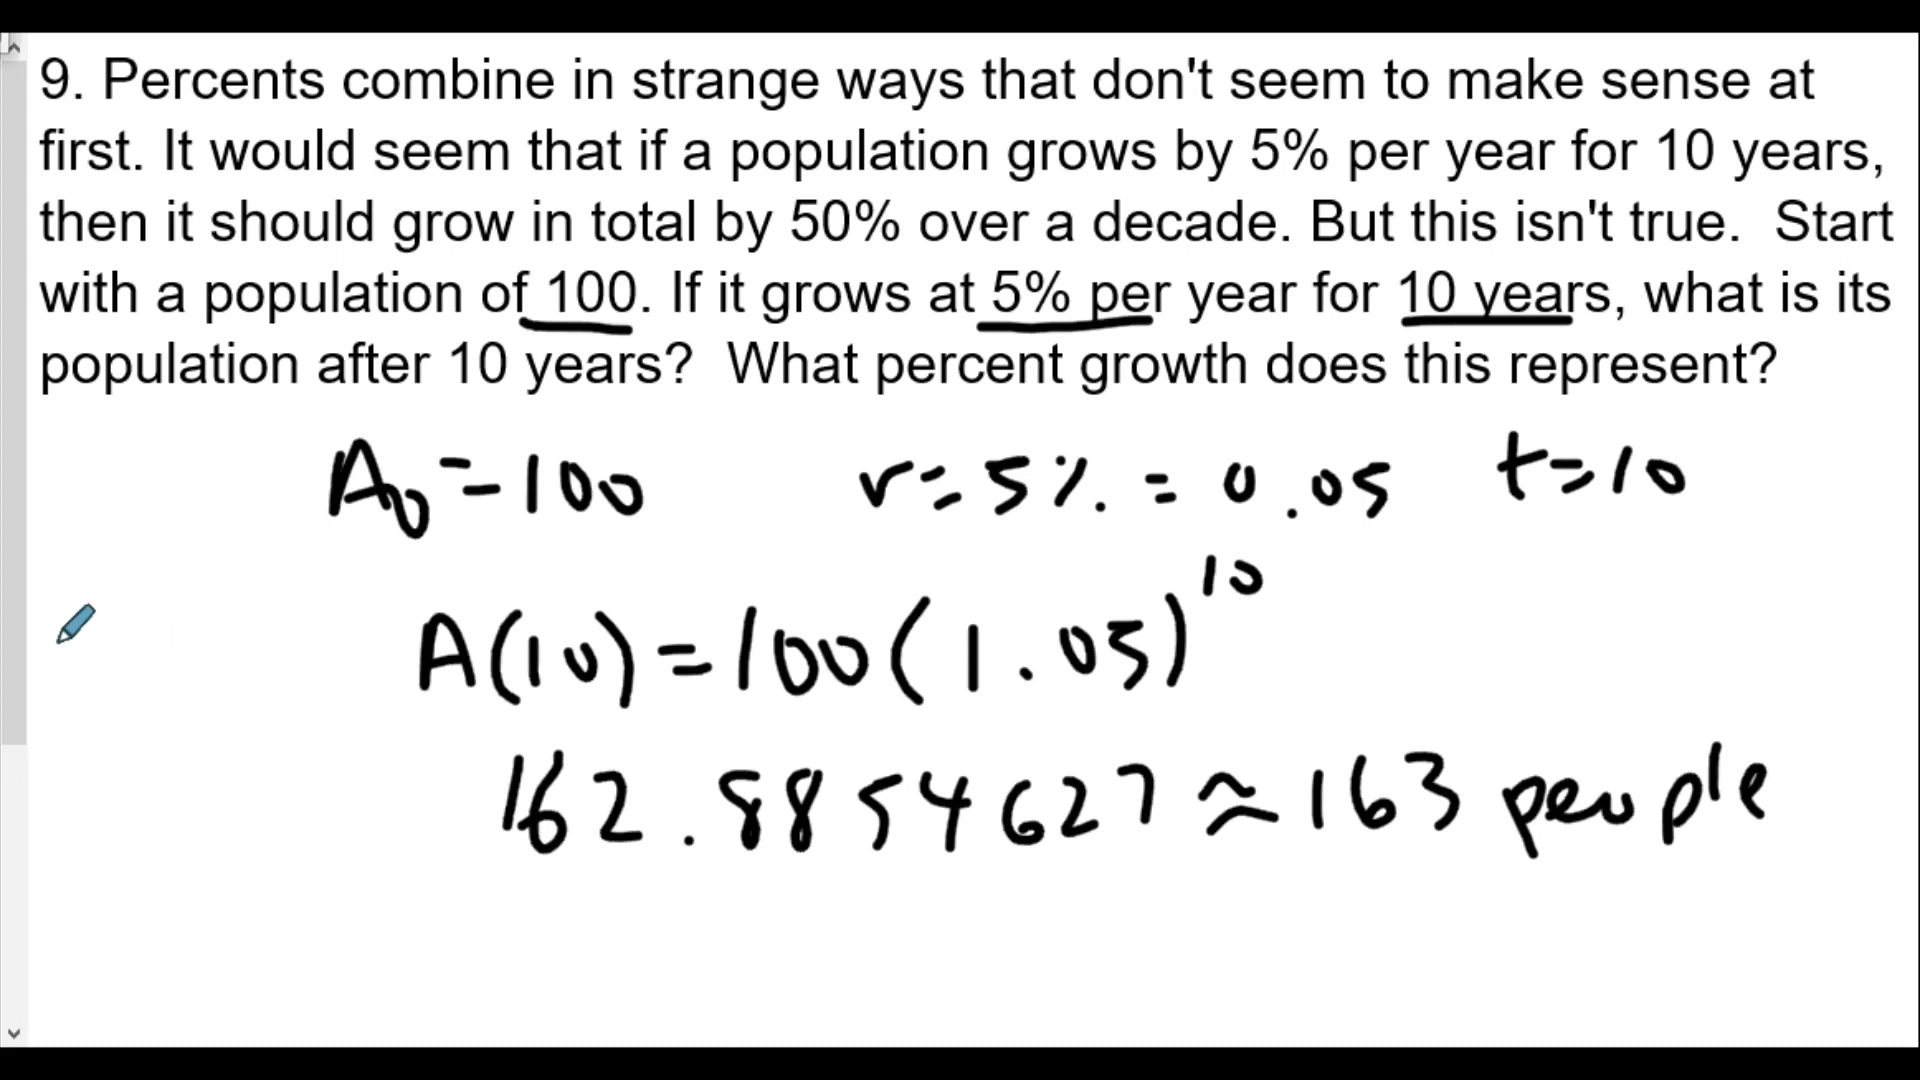 9. Percents combine in strange ways that don't seem to make sense at
first. It would seem that if a population grows by 5% per year for 10 years,
then it should grow in total by 50% over a decade. But this isn't true. Start
with a population of 100. If it grows at 5% per year for 10 years, what is its
population after 10 years? What percent growth does this represent?
A₀ = 100 r = 5% = 0.05 t = 10
A(10) = 100(1.05)¹⁰
162.8854627 ≈ 163 people